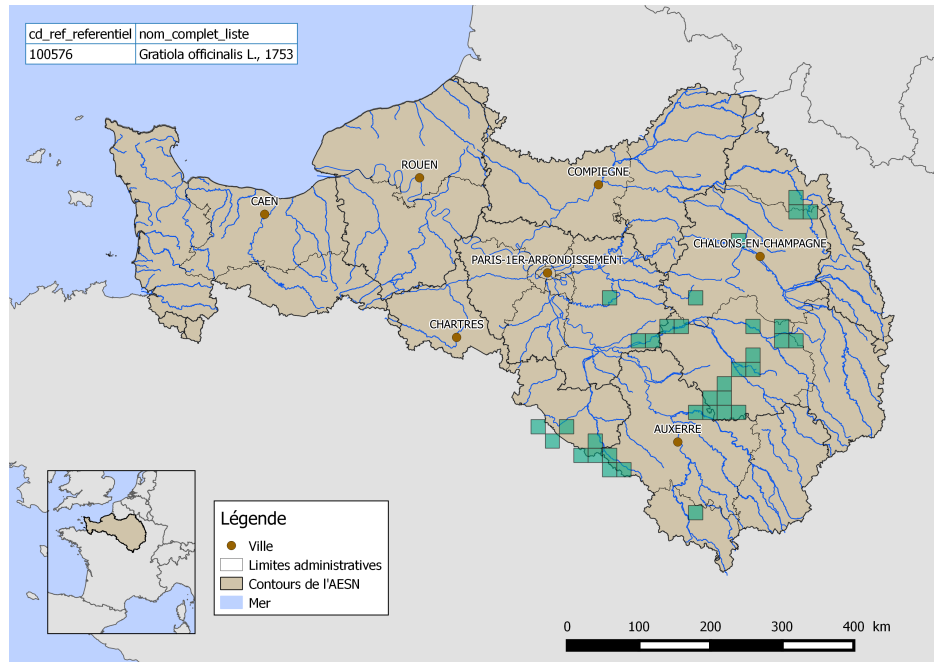 cd_ref_referentiel nom_complet_liste
100576 Gratiola officinalis L., 1753
ROUEN
COMPIEGNE
CAEN
CHALONS-EN-CHAMPAGNE
PARIS-1ER-ARRONDISSEMENT
CHARTRES
AUXERRE
Légende
Ville
Limites administratives
Contours de l'AESN
Mer
0 100 200 300 400 km